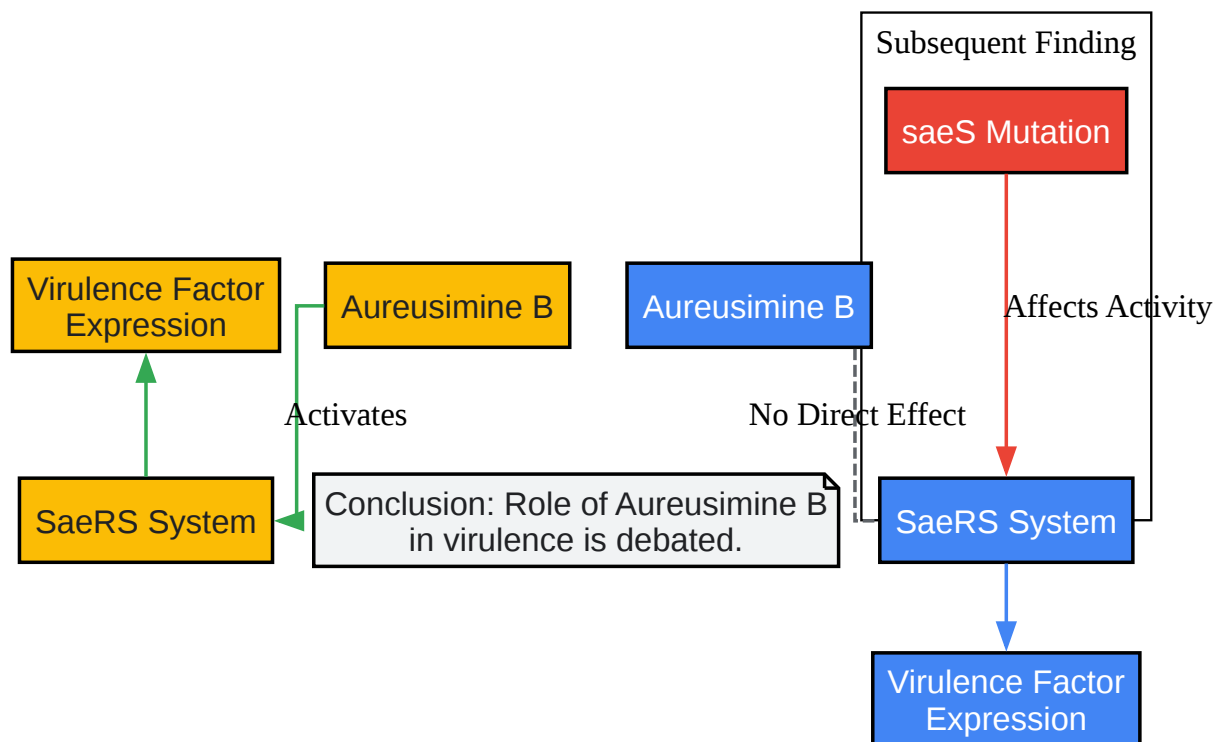 Subsequent Finding
saeS Mutation
Virulence Factor
Expression
Aureusimine B
Aureusimine B
Affects Activity
Activates
No Direct Effect
SaeRS System
Conclusion: Role of Aureusimine B
in virulence is debated.
SaeRS System
Virulence Factor
Expression